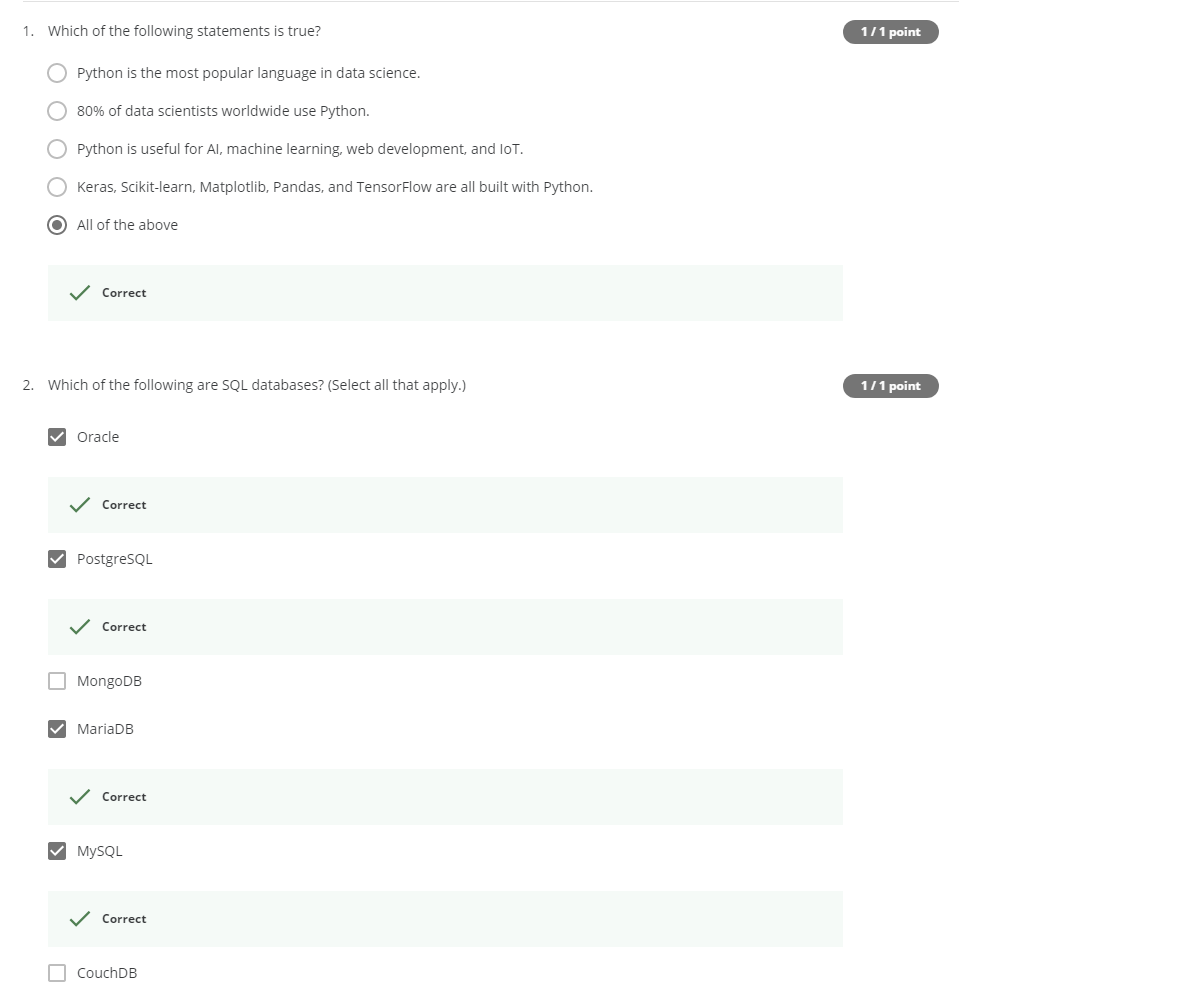 1. Which of the following statements is true?
1 / 1 point
Python is the most popular language in data science.
80% of data scientists worldwide use Python.
Python is useful for AI, machine learning, web development, and IoT.
Keras, Scikit-learn, Matplotlib, Pandas, and TensorFlow are all built with Python.
All of the above
Correct
2. Which of the following are SQL databases? (Select all that apply.)
1 / 1 point
Oracle
Correct
PostgreSQL
Correct
MongoDB
MariaDB
Correct
MySQL
Correct
CouchDB